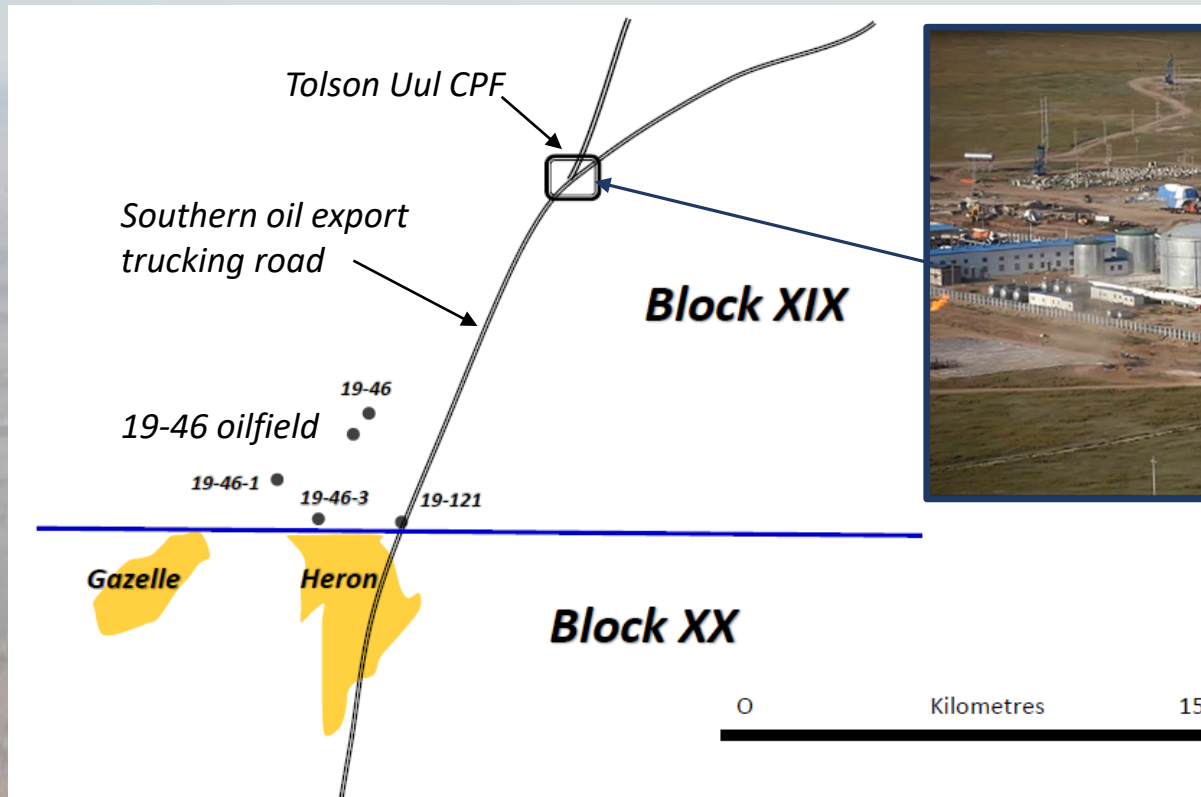 Tolson Uul CPF
Southern oil export
trucking road
Block XIX
19-46
19-46 oilfield
19-46-1
19-46-3
19-121
Gazelle
Heron
Block XX
O Kilometres 15